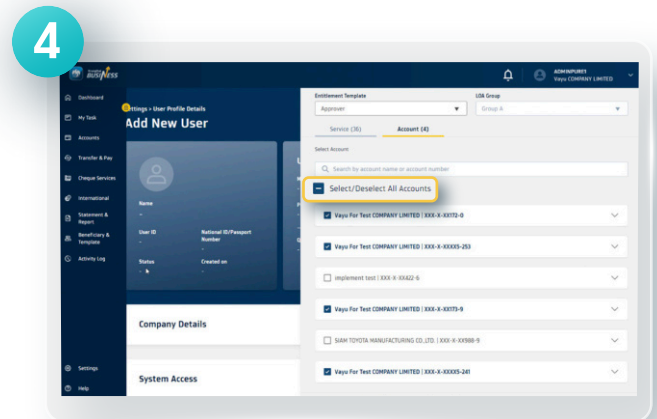 4
BUSINESS
ADMINPURE1
Vayu COMPANY LIMITED
Dashboard
My Task
Accounts
Transfer & Pay
Cheque Services
International
Statement &
Report
Beneficiary &
Template
Activity Log
Settings
Help
ettings > User Profile Details
Add New User
Name
-
User ID
-
National ID/Passport
Number
-
Status
-
Created on
-
Company Details
System Access
Entitlement Template
Approver
LOA Group
Group A
Service (26)
Account (4)
Select Account
Search by account name or account number
Select/Deselect All Accounts
Vayu For Test COMPANY LIMITED | XXX-X-XX172-0
Vayu For Test COMPANY LIMITED | XXX-X-XXXX5-253
implement test | XXX-X-XX422-6
Vayu For Test COMPANY LIMITED | XXX-X-XX173-9
SIAM TOYOTA MANUFACTURING CO.,LTD. | XXX-X-XX988-9
Vayu For Test COMPANY LIMITED | XXX-X-XXXX5-241